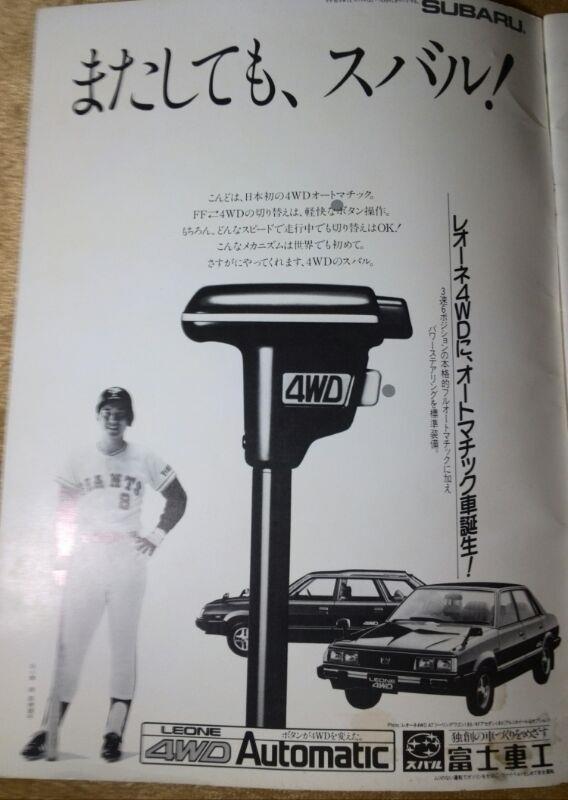 SUBARU
またしても、スバル!
こんどは、日本初の4WDオートマチック。
FF⇄4WDの切り替えは、軽快なボタン操作。
もちろん、どんなスピードで走行中でも切り替えはOK!
こんなメカニズムは世界でも初めて。
さすがにやってくれます、4WDのスバル。
レオーネ4WDに、オートマチック車誕生!
3速6ポジションの本格的フルオートマチックに加え
パワーステアリングを標準装備。
4WD
GIANTS
8
LEONE
4WD
LEONE
4WD
ボタンが4WDを変えた。
Automatic
スバル
独創の車づくりをめざす
富士重工